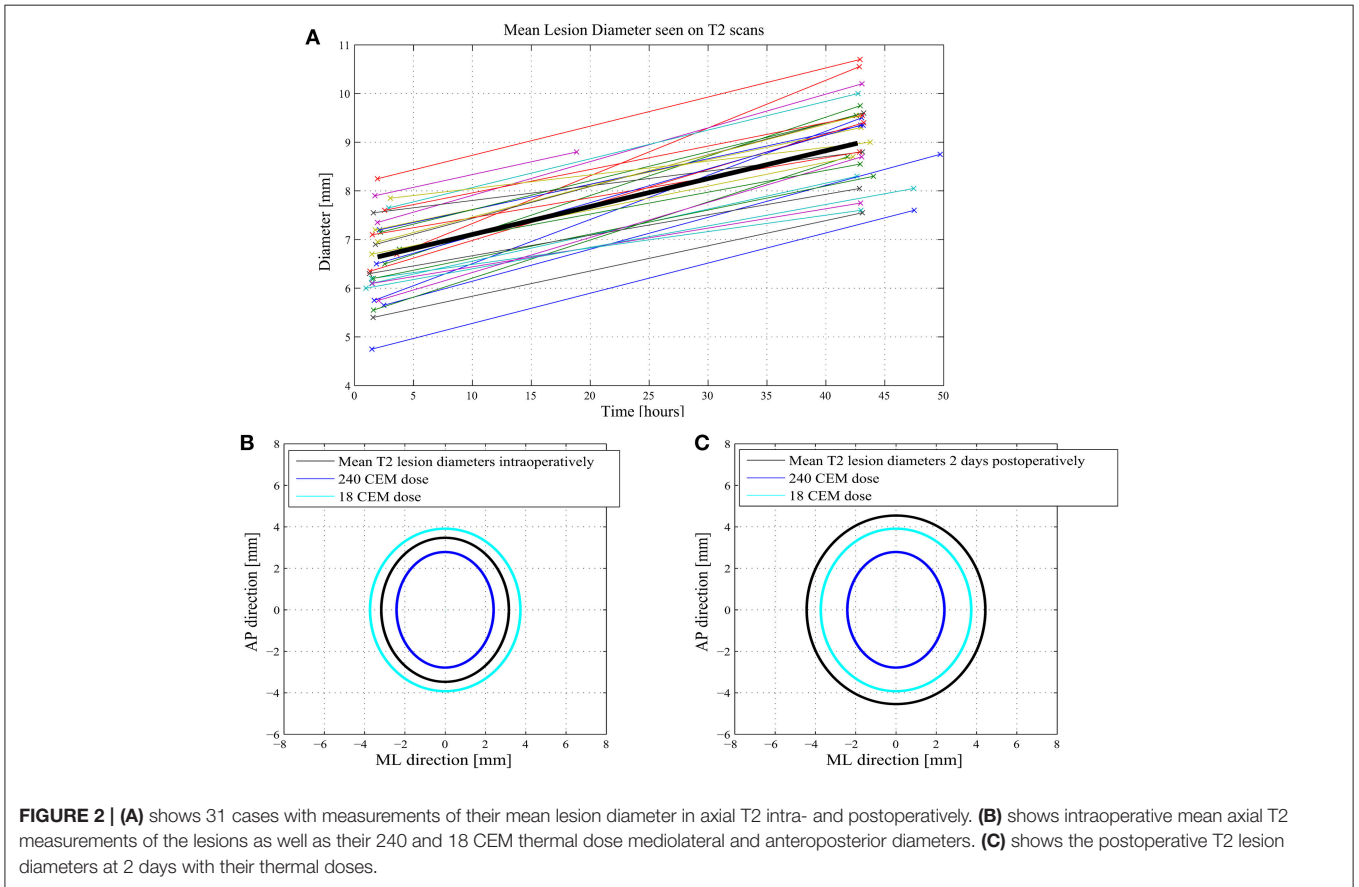 A
Mean Lesion Diameter seen on T2 scans
Diameter [mm]
11
10
9
8
7
6
5
4
0 5 10 15 20 25 30 35 40 45 50
Time [hours]
B
Mean T2 lesion diameters intraoperatively
240 CEM dose
18 CEM dose
AP direction [mm]
8
6
4
2
0
−2
−4
−6
−8 −6 −4 −2 0 2 4 6 8
ML direction [mm]
C
Mean T2 lesion diameters 2 days postoperatively
240 CEM dose
18 CEM dose
AP direction [mm]
8
6
4
2
0
−2
−4
−6
−8 −6 −4 −2 0 2 4 6 8
ML direction [mm]
FIGURE 2 | (A) shows 31 cases with measurements of their mean lesion diameter in axial T2 intra- and postoperatively. (B) shows intraoperative mean axial T2
measurements of the lesions as well as their 240 and 18 CEM thermal dose mediolateral and anteroposterior diameters. (C) shows the postoperative T2 lesion
diameters at 2 days with their thermal doses.